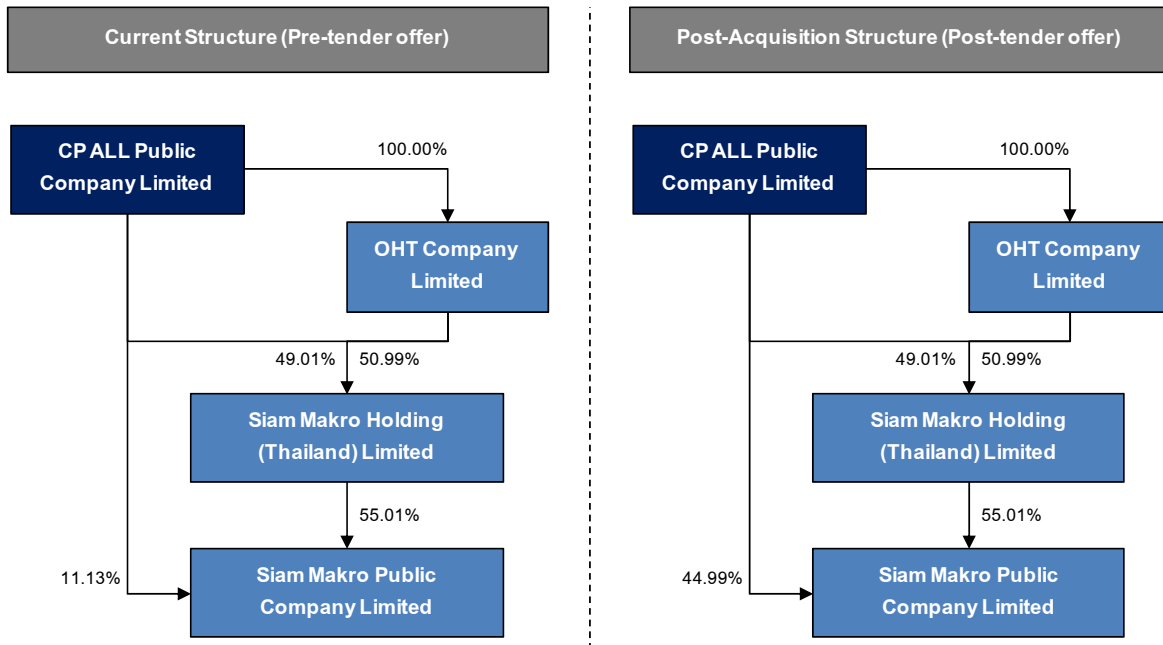 Current Structure (Pre-tender offer)
CP ALL Public
Company Limited
100.00%
OHT Company
Limited
49.01%
50.99%
Siam Makro Holding
(Thailand) Limited
55.01%
11.13%
Siam Makro Public
Company Limited
Post-Acquisition Structure (Post-tender offer)
CP ALL Public
Company Limited
100.00%
OHT Company
Limited
49.01%
50.99%
Siam Makro Holding
(Thailand) Limited
55.01%
44.99%
Siam Makro Public
Company Limited